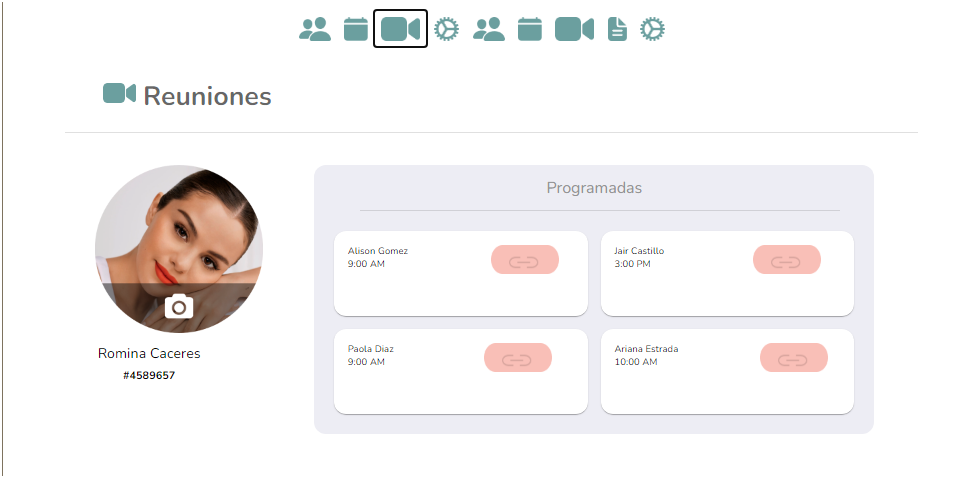 Reuniones
Programadas
Alison Gomez
9:00 AM
Jair Castillo
3:00 PM
Paola Diaz
9:00 AM
Ariana Estrada
10:00 AM
Romina Caceres
#4589657